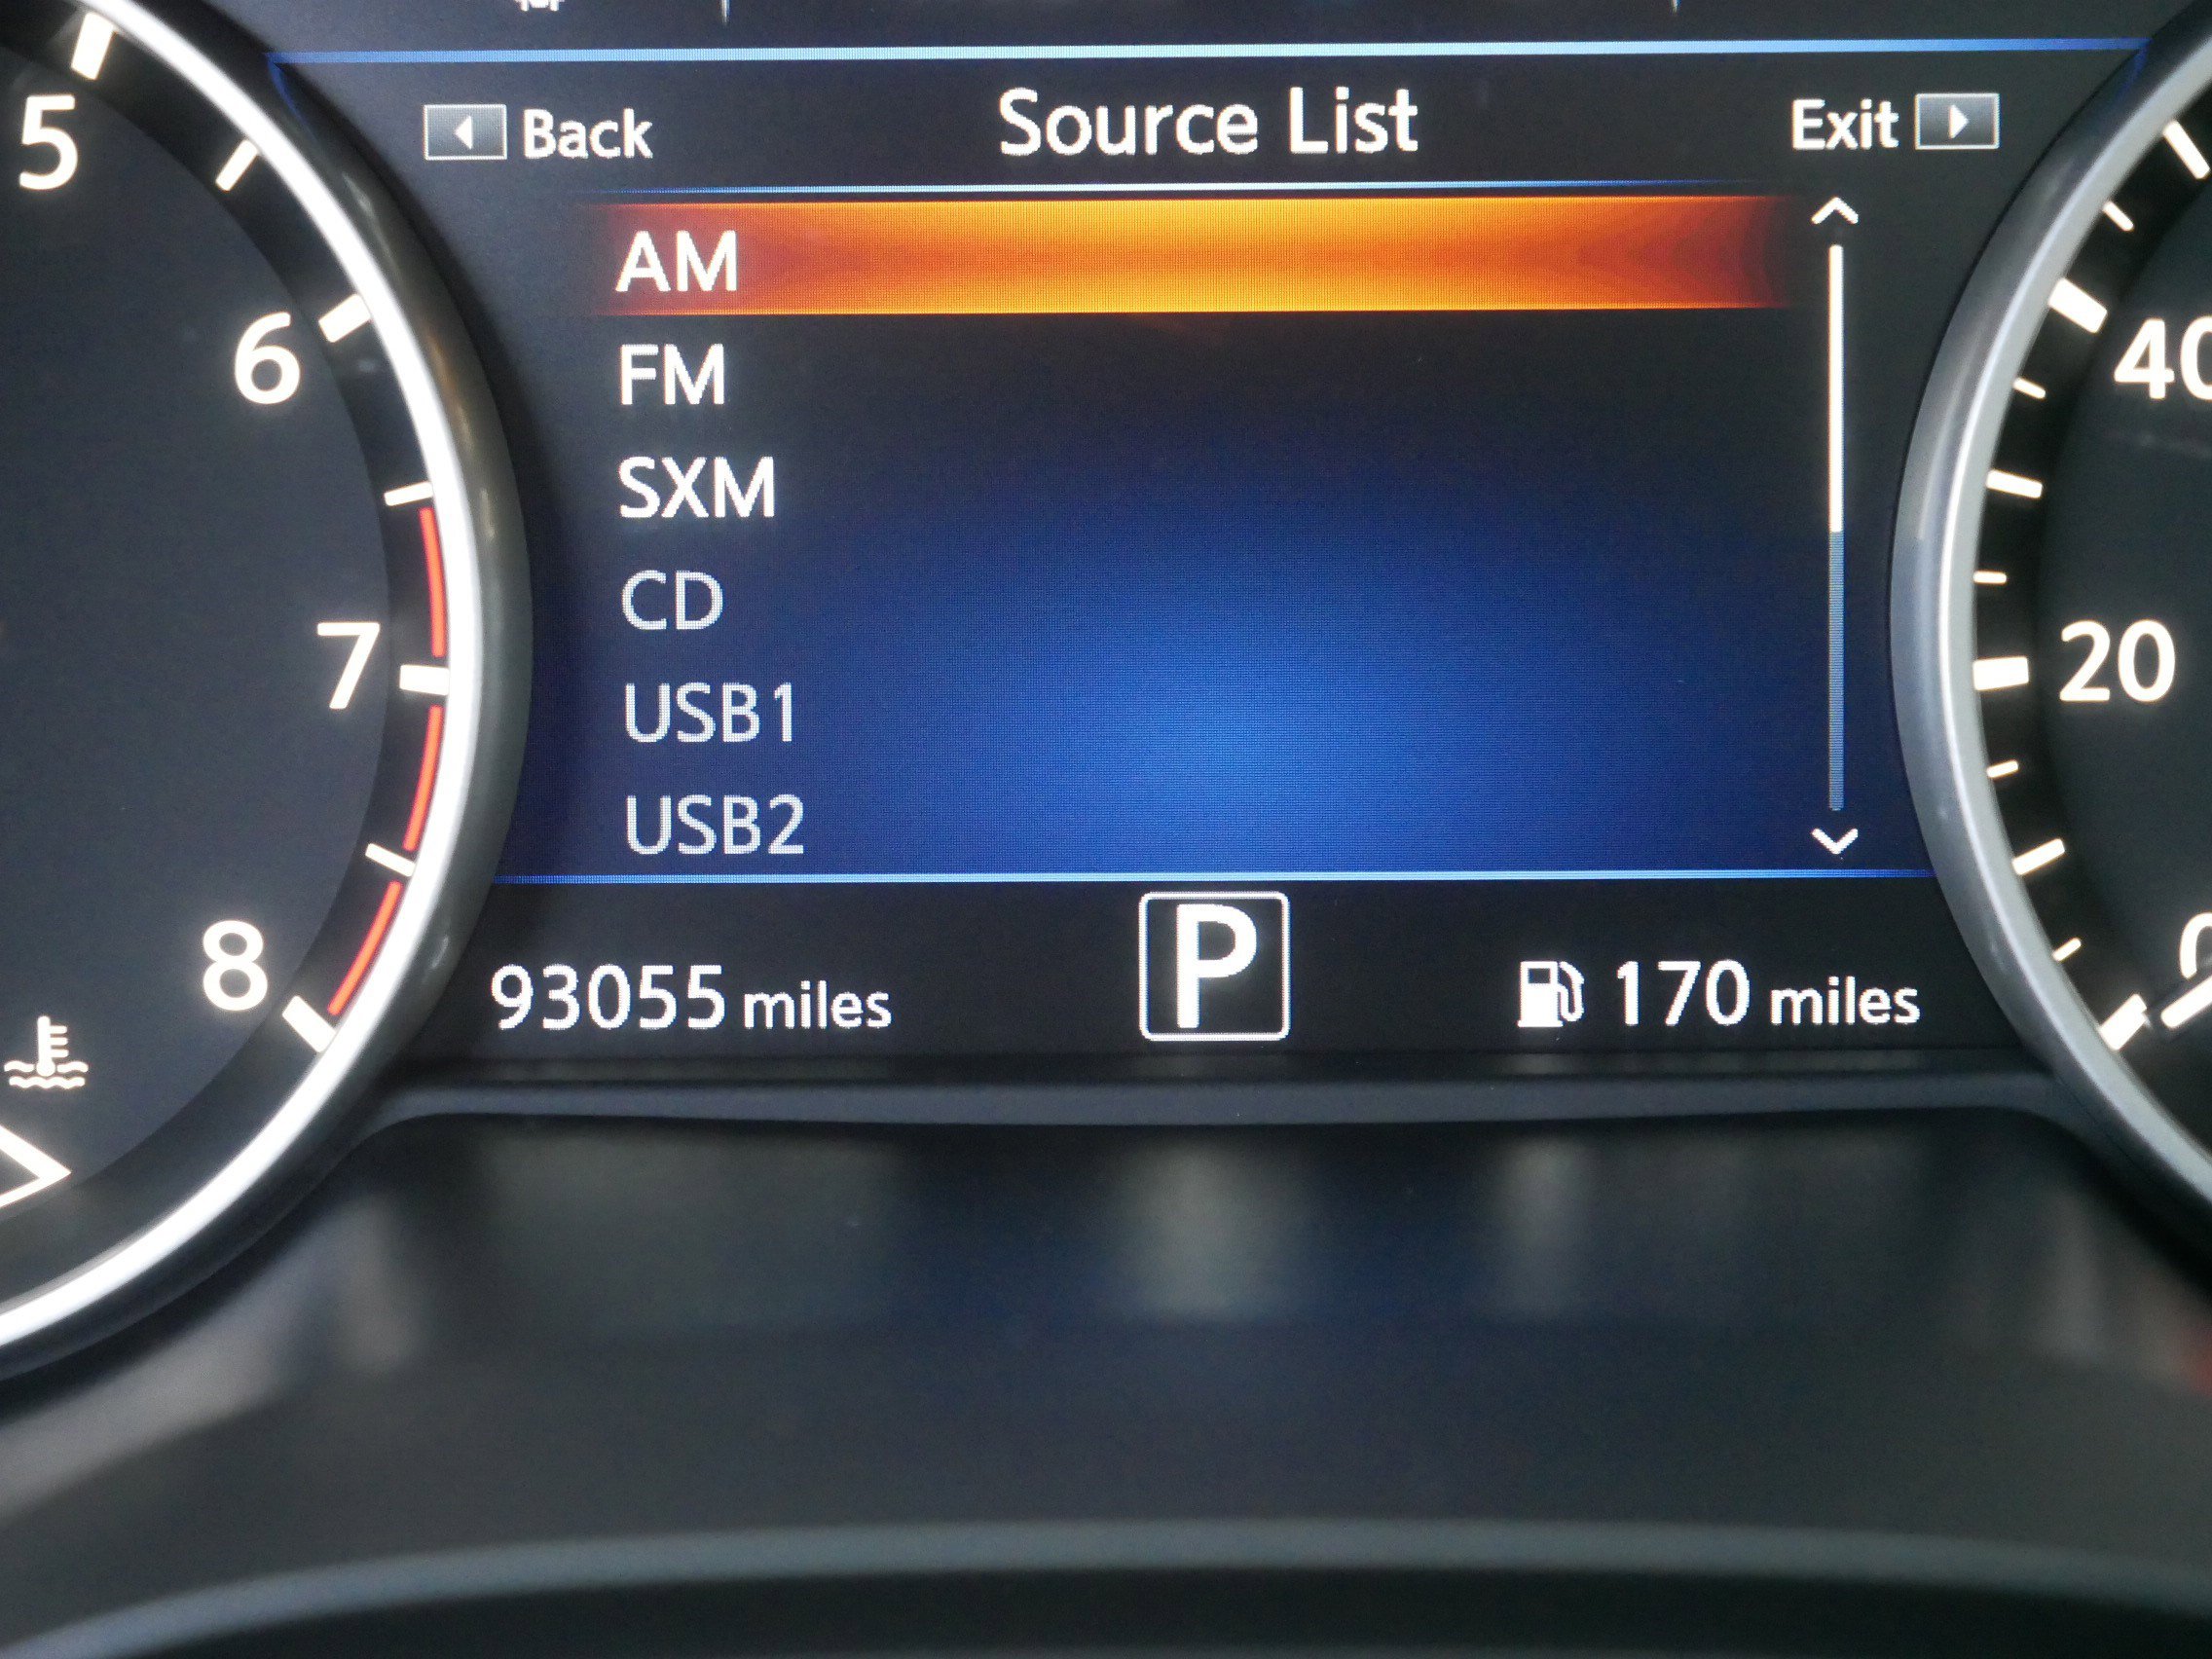 Back
Source List
Exit
AM
FM
SXM
CD
USB1
USB2
93055 miles
P
170 miles
5
6
7
8
40
20
0